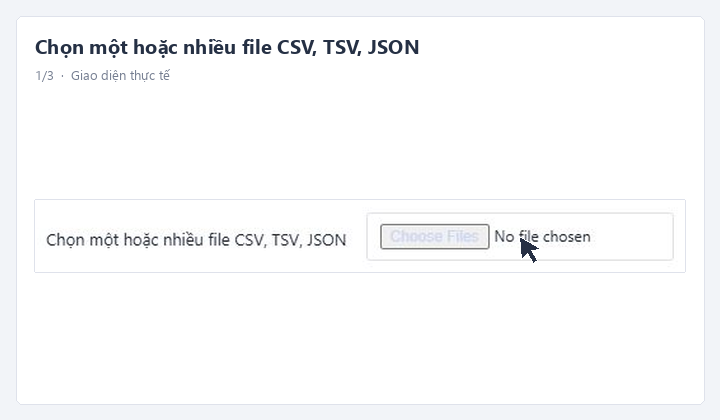 Chọn một hoặc nhiều file CSV, TSV, JSON
1/3 · Giao diện thực tế
Chọn một hoặc nhiều file CSV, TSV, JSON Choose Files No file chosen